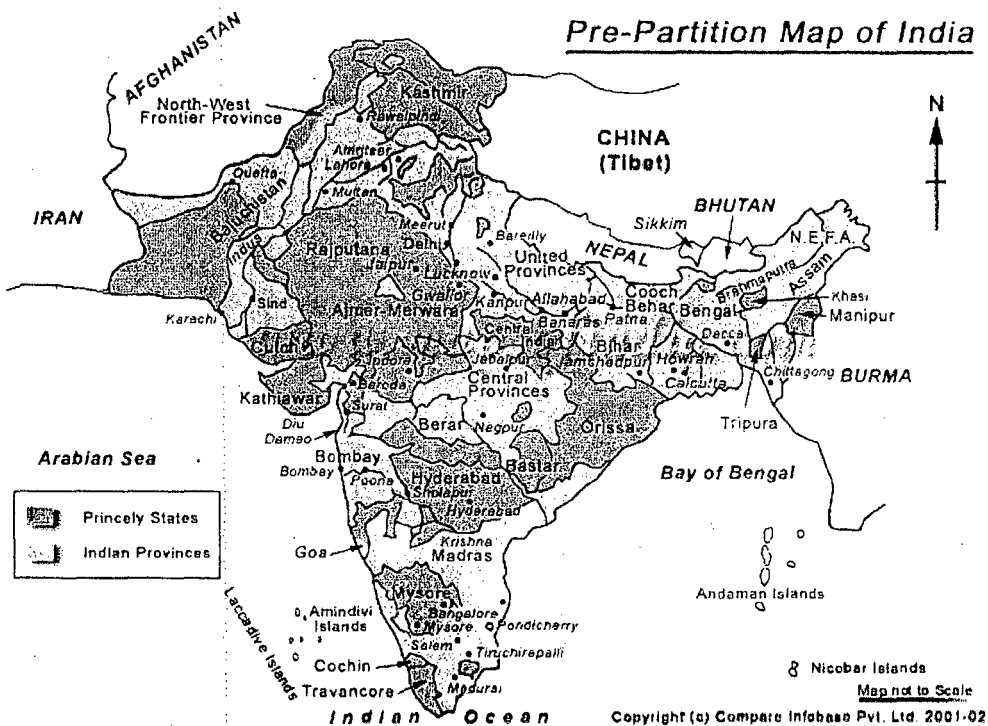 Pre-Partition Map of India
AFGHANISTAN
North-West
Frontier Province
Kashmir
Rawalpindi
CHINA
(Tibet)
N
Amritsar
Lahore
Quetta
Multan
IRAN
Baluchistan
Indus
Meerut
Delhi
Bareilly
Sikkim
BHUTAN
NEPAL
N.E.F.A.
Rajputana
Jaipur
Lucknow
United
Provinces
Gwalior
Brahmaputra
Assam
Sind
Karachi
Ajmer-Merwara
Kanpur
Allahabad
Banaras
Patna
Cooch
Behar
Bengal
Khasi
Manipur
Central
India
Bihar
Dacca
Cutch
Indore
Jabalpur
Jamshedpur
Howrah
Calcutta
Chittagong
BURMA
Tripura
Kathiawar
Baroda
Surat
Central
Provinces
Diu
Damao
Berar
Nagpur
Orissa
Arabian Sea
Bombay
Bombay
Poona
Bastar
Bay of Bengal
Hyderabad
Sholapur
Hyderabad
Princely States
Indian Provinces
Goa
Krishna
Madras
Andaman Islands
Mysore
Bangalore
Mysore
Pondicherry
Laccadive Islands
Amindivi
Islands
Salem
Tiruchirapalli
Cochin
Travancore
Madurai
Nicobar Islands
Map not to Scale
Indian Ocean
Copyright (c) Compare Infobase Pvt. Ltd. 2001-02